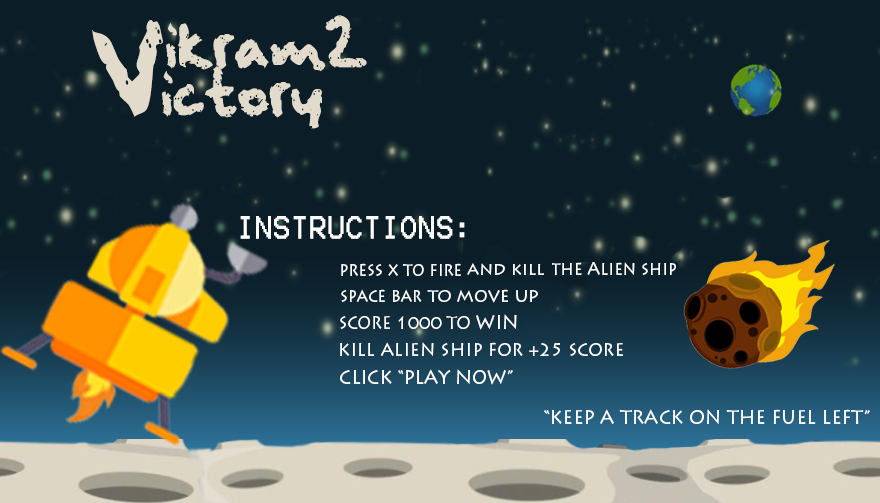 Vikram2
Victory
INSTRUCTIONS:
PRESS X TO FIRE AND KILL THE ALIEN SHIP
SPACE BAR TO MOVE UP
SCORE 1000 TO WIN
KILL ALIEN SHIP FOR +25 SCORE
CLICK “PLAY NOW”
“KEEP A TRACK ON THE FUEL LEFT”